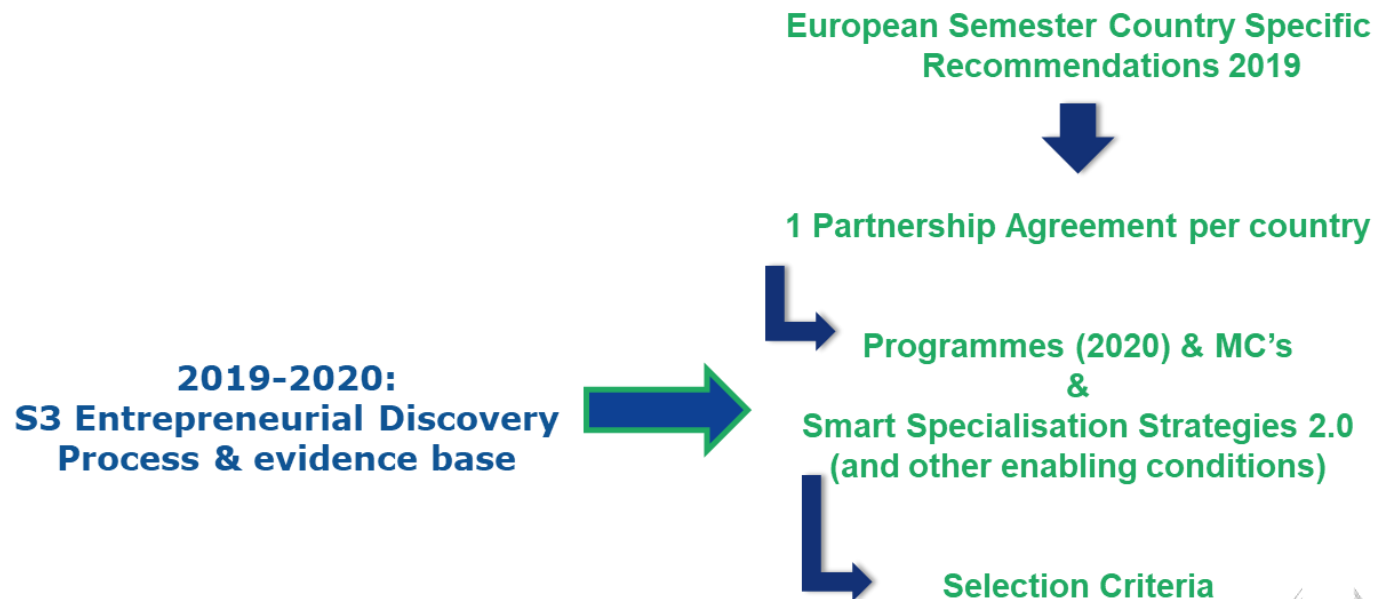 European Semester Country Specific
Recommendations 2019
1 Partnership Agreement per country
Programmes (2020) & MC’s
&
Smart Specialisation Strategies 2.0
(and other enabling conditions)
2019-2020:
S3 Entrepreneurial Discovery
Process & evidence base
Selection Criteria